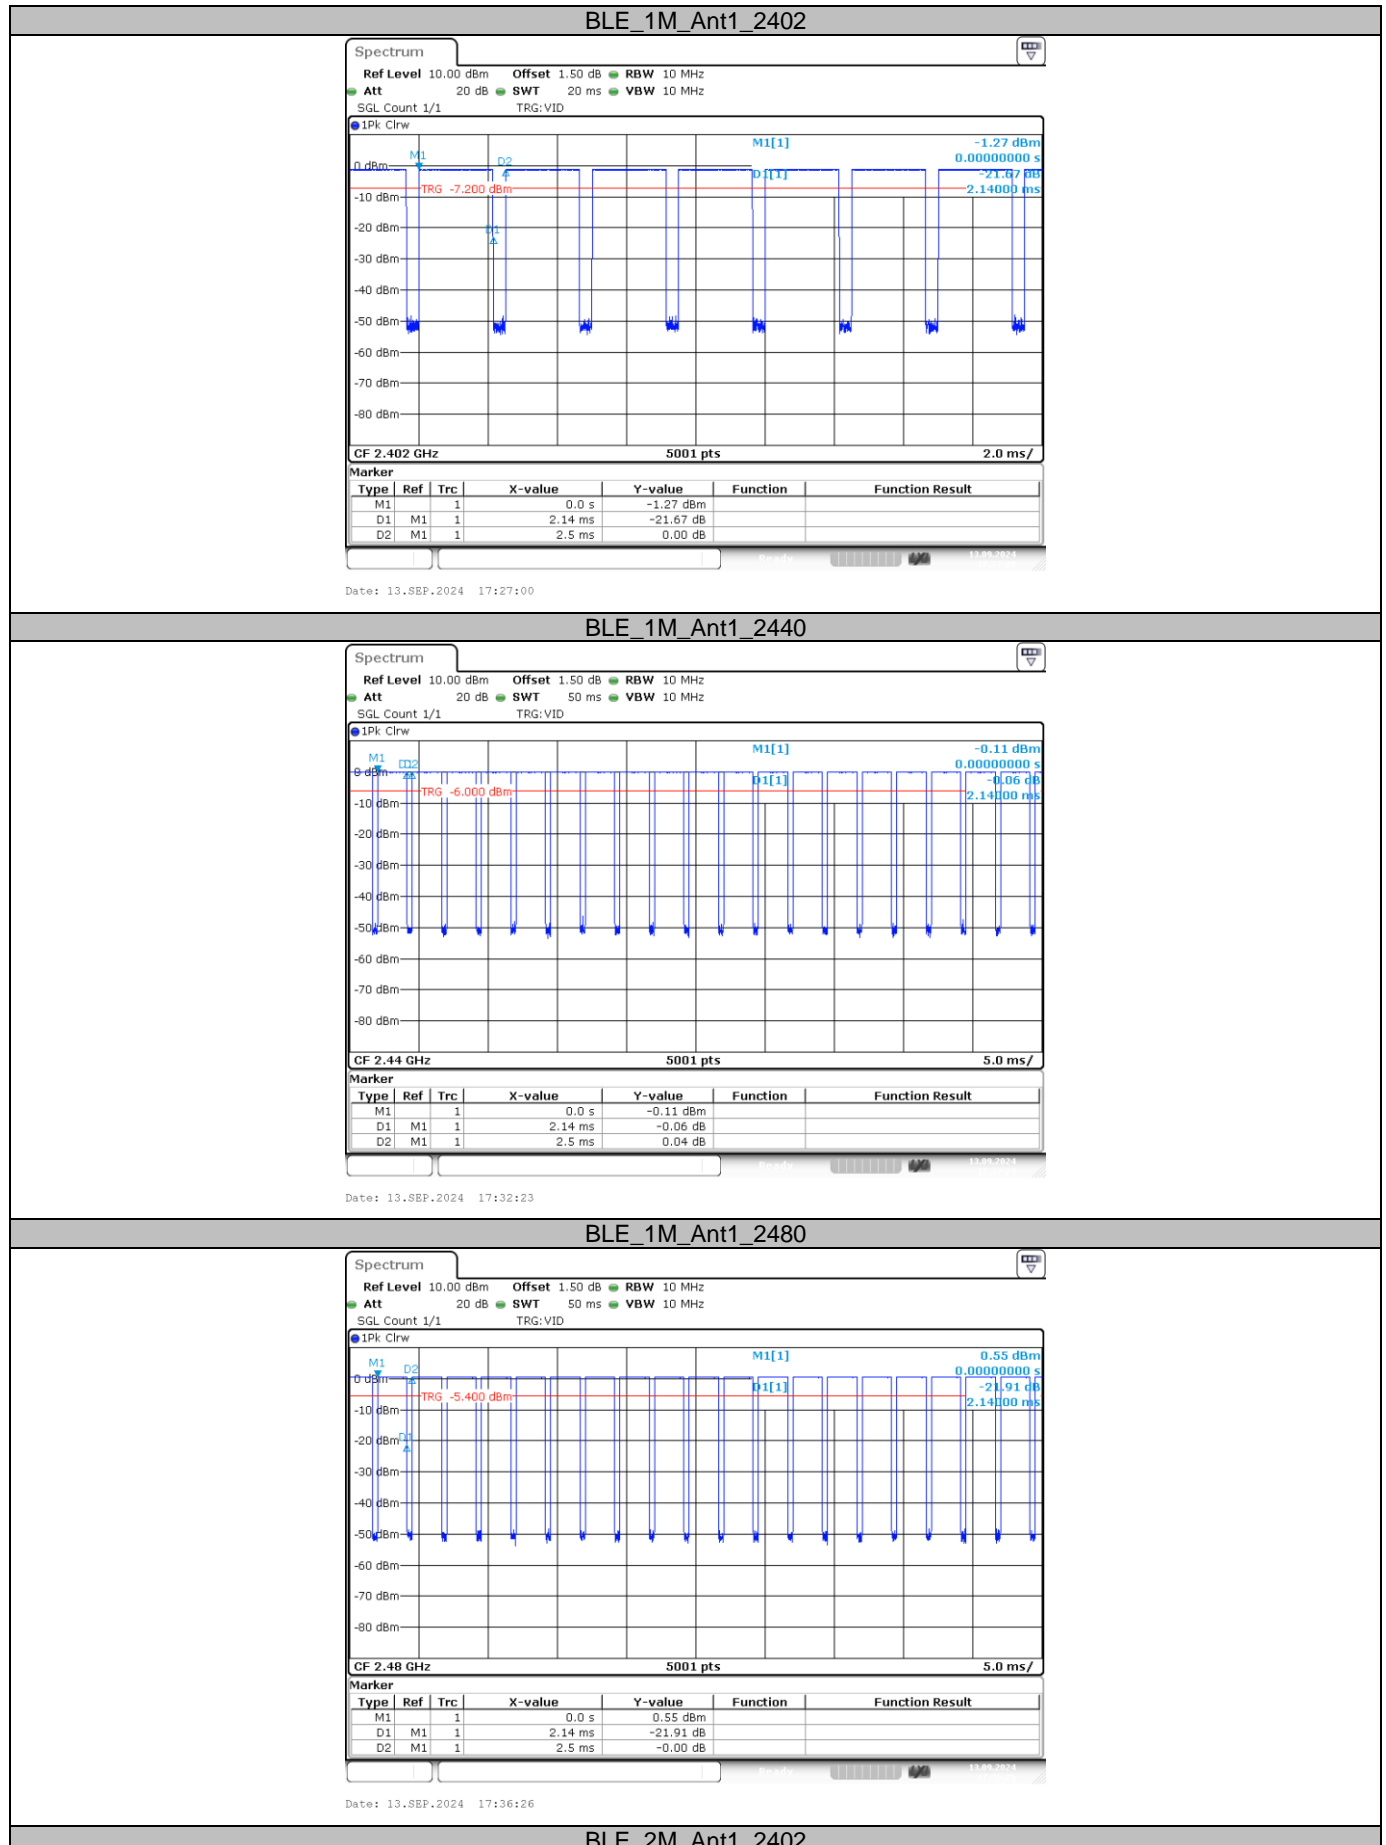 BLE_1M_Ant1_2402
Spectrum
Ref Level 10.00 dBm Offset 1.50 dB RBW 10 MHz
Att 20 dB SWT 20 ms VBW 10 MHz
SGL Count 1/1 TRG:VID
1Pk Clrw
M1[1] -1.27 dBm
0.00000000 s
D1[1] -21.67 dB
2.14000 ms
M1
D2
D1
0 dBm
TRG -7.200 dBm
-10 dBm
-20 dBm
-30 dBm
-40 dBm
-50 dBm
-60 dBm
-70 dBm
-80 dBm
CF 2.402 GHz 5001 pts 2.0 ms/
Marker
Type Ref Trc X-value Y-value Function Function Result
M1 1 0.0 s -1.27 dBm
D1 M1 1 2.14 ms -21.67 dB
D2 M1 1 2.5 ms 0.00 dB
Ready 13.09.2024
Date: 13.SEP.2024 17:27:00
BLE_1M_Ant1_2440
Spectrum
Ref Level 10.00 dBm Offset 1.50 dB RBW 10 MHz
Att 20 dB SWT 50 ms VBW 10 MHz
SGL Count 1/1 TRG:VID
1Pk Clrw
M1[1] -0.11 dBm
0.00000000 s
D1[1] -0.06 dB
2.14000 ms
M1
D2
0 dBm
TRG -6.000 dBm
-10 dBm
-20 dBm
-30 dBm
-40 dBm
-50 dBm
-60 dBm
-70 dBm
-80 dBm
CF 2.44 GHz 5001 pts 5.0 ms/
Marker
Type Ref Trc X-value Y-value Function Function Result
M1 1 0.0 s -0.11 dBm
D1 M1 1 2.14 ms -0.06 dB
D2 M1 1 2.5 ms 0.04 dB
Ready 13.09.2024
Date: 13.SEP.2024 17:32:23
BLE_1M_Ant1_2480
Spectrum
Ref Level 10.00 dBm Offset 1.50 dB RBW 10 MHz
Att 20 dB SWT 50 ms VBW 10 MHz
SGL Count 1/1 TRG:VID
1Pk Clrw
M1[1] 0.55 dBm
0.00000000 s
D1[1] -21.91 dB
2.14000 ms
M1
D2
D1
0 dBm
TRG -5.400 dBm
-10 dBm
-20 dBm
-30 dBm
-40 dBm
-50 dBm
-60 dBm
-70 dBm
-80 dBm
CF 2.48 GHz 5001 pts 5.0 ms/
Marker
Type Ref Trc X-value Y-value Function Function Result
M1 1 0.0 s 0.55 dBm
D1 M1 1 2.14 ms -21.91 dB
D2 M1 1 2.5 ms -0.00 dB
Ready 13.09.2024
Date: 13.SEP.2024 17:36:26
BLE_2M_Ant1_2402